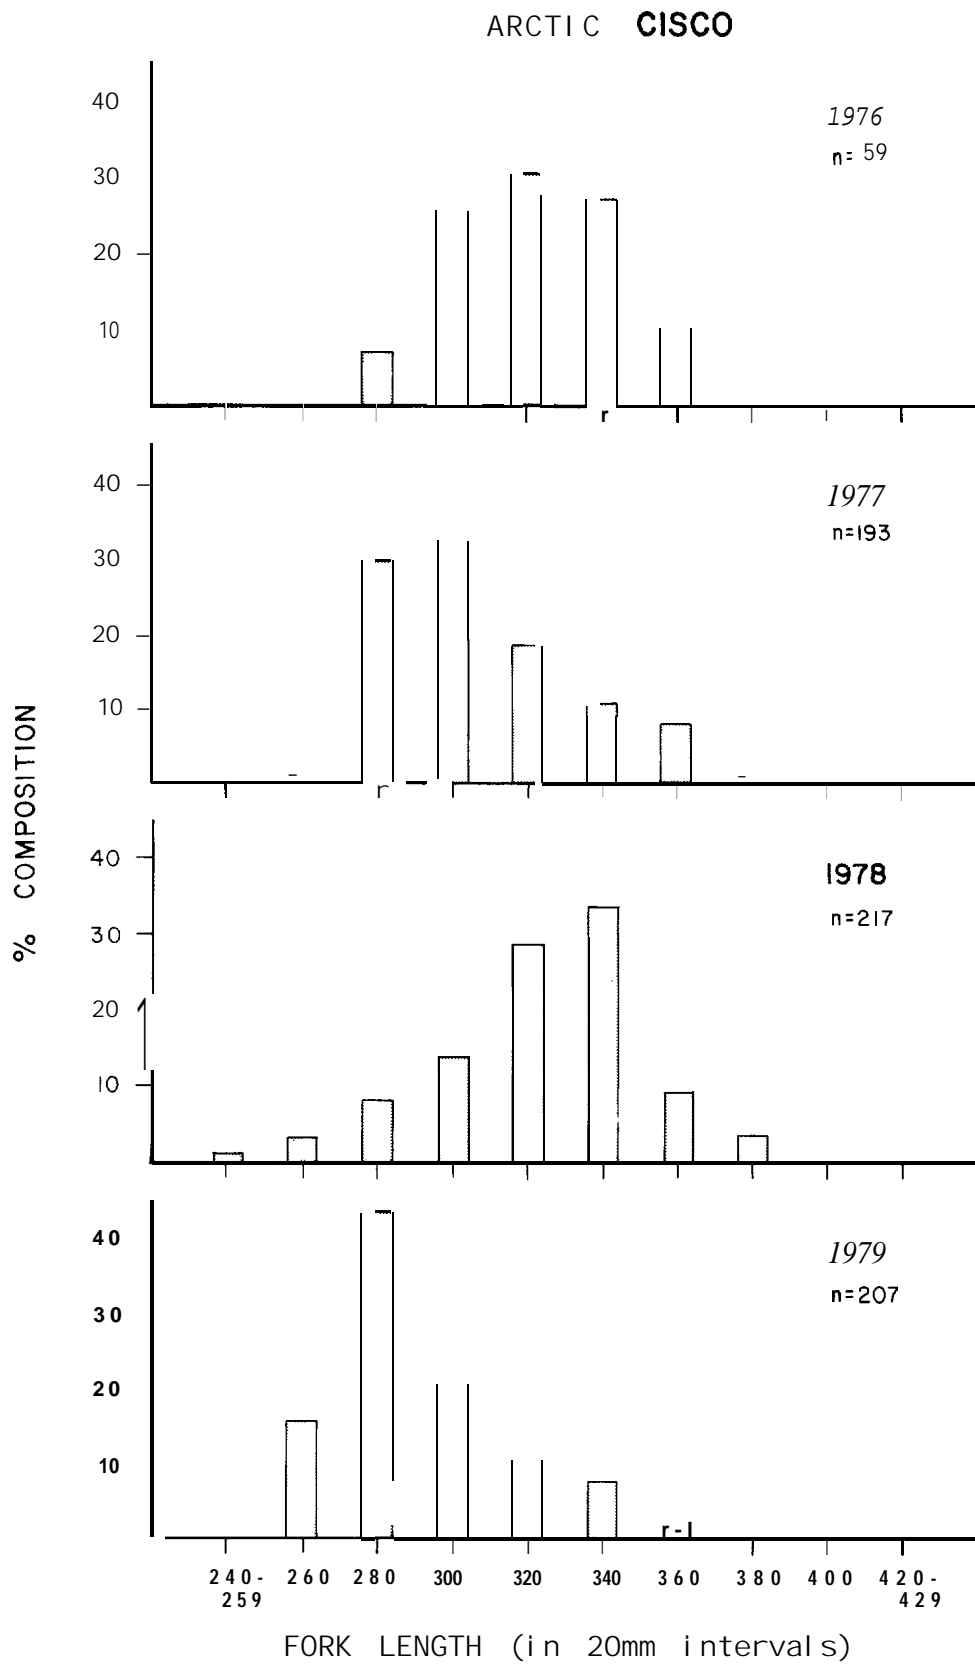 ARCTIC CISCO
40
1976
n= 59
30
20
10
r
40
1977
n=193
30
20
10
r
% COMPOSITION
40
1978
n=217
30
20
10
40
1979
n=207
30
20
10
r-l
240- 260 280 300 320 340 360 380 400 420-
259 429
FORK LENGTH (in 20mm intervals)